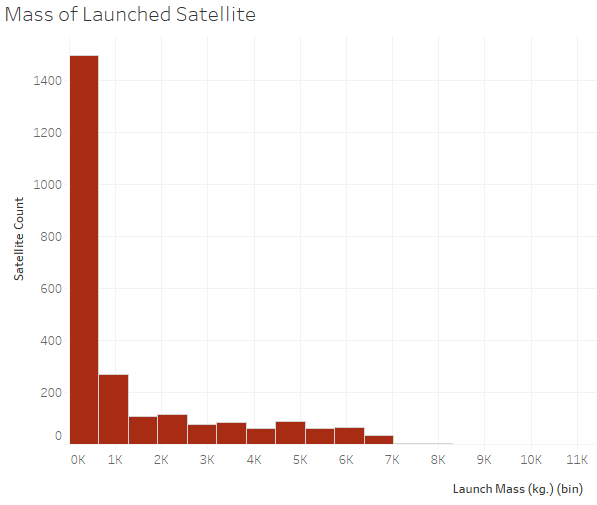 Mass of Launched Satellite
1400
1200
1000
800
600
400
200
0
Satellite Count
0K 1K 2K 3K 4K 5K 6K 7K 8K 9K 10K 11K
Launch Mass (kg.) (bin)